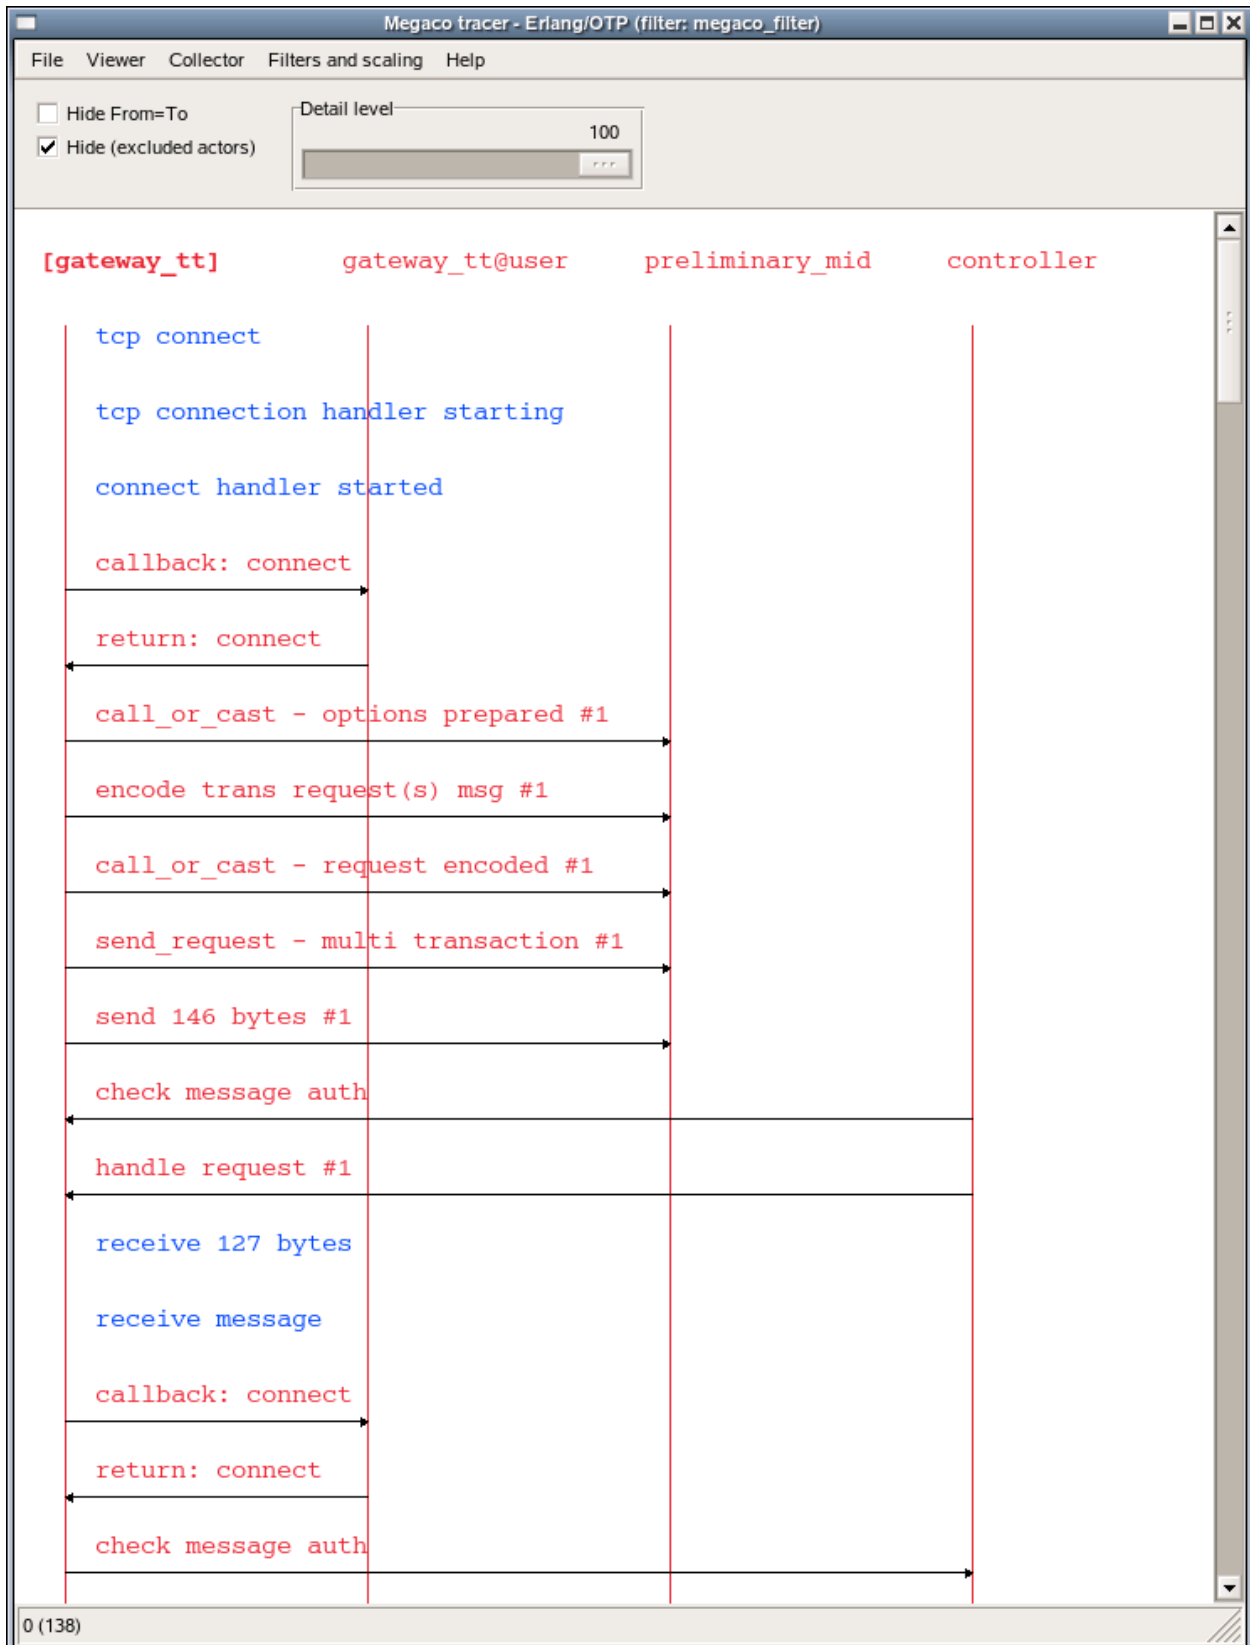 Megaco tracer - Erlang/OTP (filter: megaco_filter)
File Viewer Collector Filters and scaling Help
Hide From=To
Hide (excluded actors)
Detail level
100
[gateway_tt] gateway_tt@user preliminary_mid controller
tcp connect
tcp connection handler starting
connect handler started
callback: connect
return: connect
call_or_cast - options prepared #1
encode trans request(s) msg #1
call_or_cast - request encoded #1
send_request - multi transaction #1
send 146 bytes #1
check message auth
handle request #1
receive 127 bytes
receive message
callback: connect
return: connect
check message auth
0 (138)